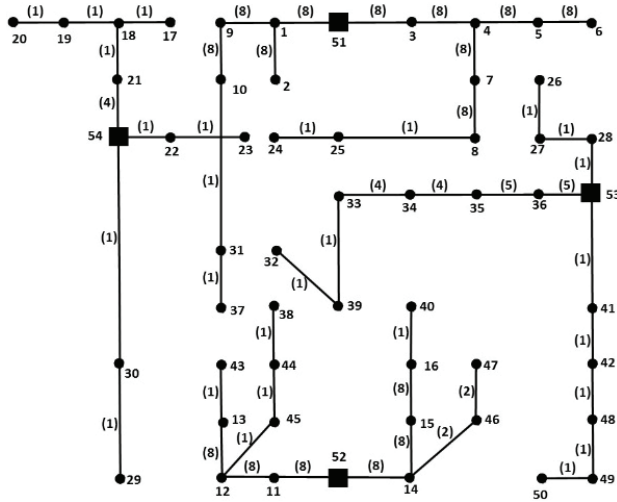 (1) (1) (1) (8) (8) (8) (8) (8) (8)
20 19 18 17 9 1 51 3 4 5 6
(1) (8) (8) (8)
21 10 2 7 26
(4) (8)
54 (1) (1) (1) (1) (1) (1) 28
22 23 24 25 8 27
(1)
(4) (4) (5) (5) 53
33 34 35 36
(1) (1) (1)
31 32 (1)
(1) (1)
37 38 39 40 41
(1) (1) (1)
30 43 44 16 47 42
(1) (1) (1) (8) (2) (1)
13 45 15 46 48
(1) (8) (1) 52 (8) (2) (1)
29 12 (8) 11 (8) (8) 14 50 (1) 49